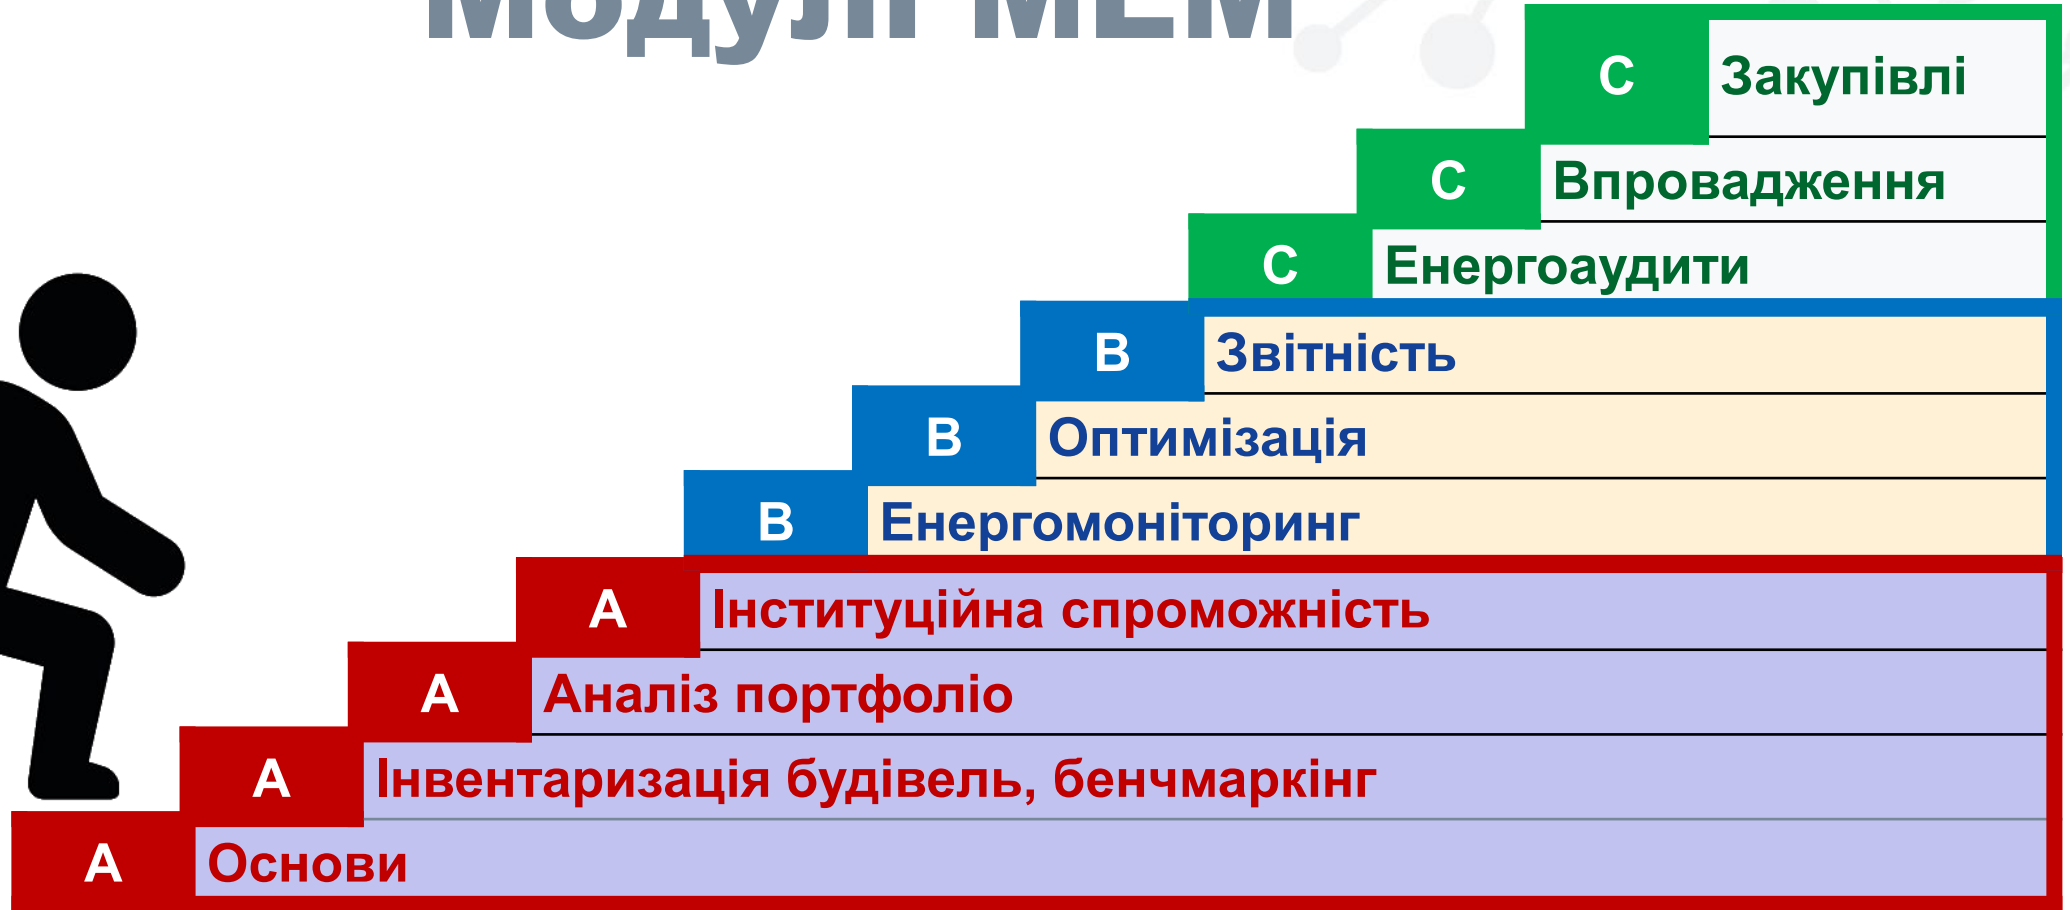 Модулі МЕМ
С Закупівлі
С Впровадження
С Енергоаудити
В Звітність
В Оптимізація
В Енергомоніторинг
А Інституційна спроможність
А Аналіз портфоліо
А Інвентаризація будівель, бенчмаркінг
А Основи